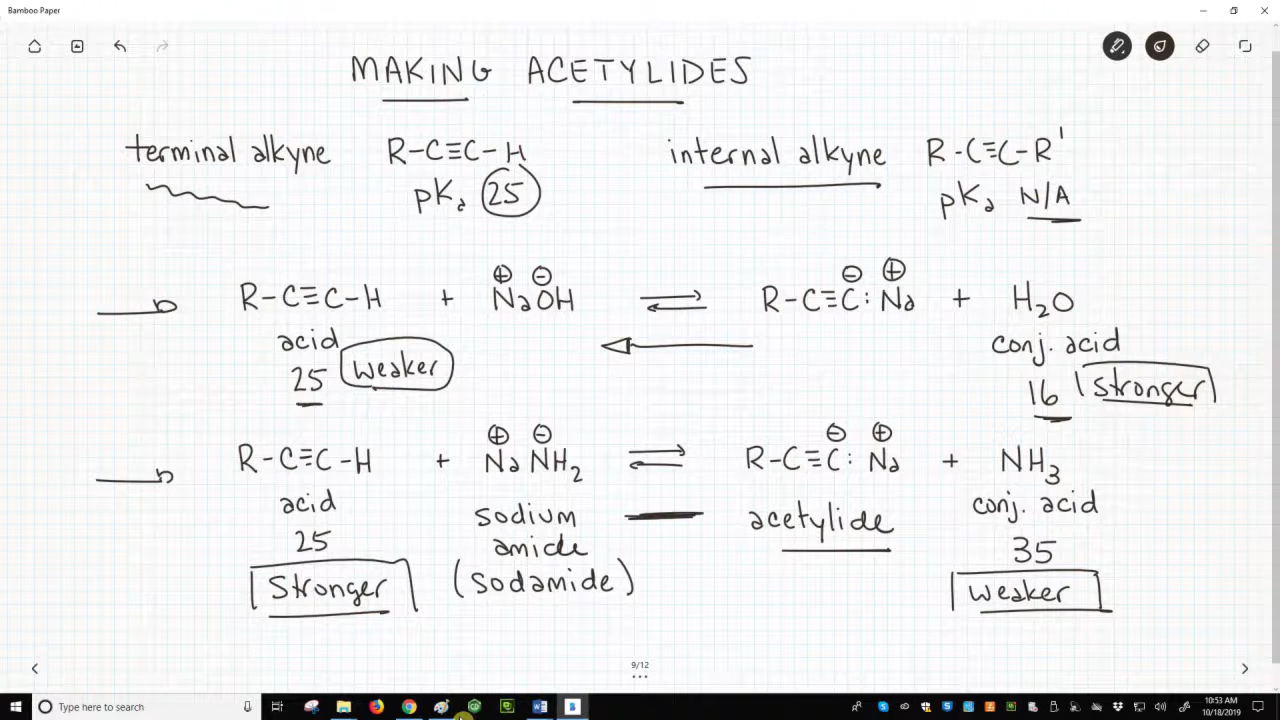 Bamboo Paper
MAKING ACETYLIDES
terminal alkyne R-C≡C-H internal alkyne R-C≡C-R'
pKa 25 pKa N/A
R-C≡C-H + Na⊕ OH⊖ ⇌ R-C≡C:⊖ Na⊕ + H2O
acid conj. acid
25 weaker 16 stronger
R-C≡C-H + Na⊕ NH2⊖ ⇌ R-C≡C:⊖ Na⊕ + NH3
acid sodium acetylide conj. acid
25 amide 35
Stronger (sodamide) weaker
9/12
Type here to search
10:53 AM
10/18/2019